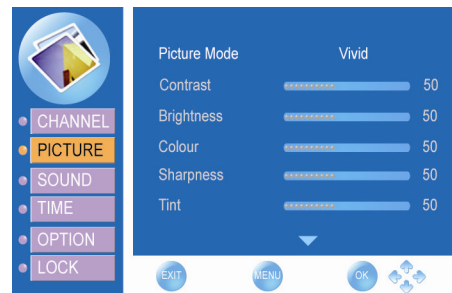 CHANNEL
PICTURE
SOUND
TIME
OPTION
LOCK
Picture Mode Vivid
Contrast 50
Brightness 50
Colour 50
Sharpness 50
Tint 50
EXIT MENU OK